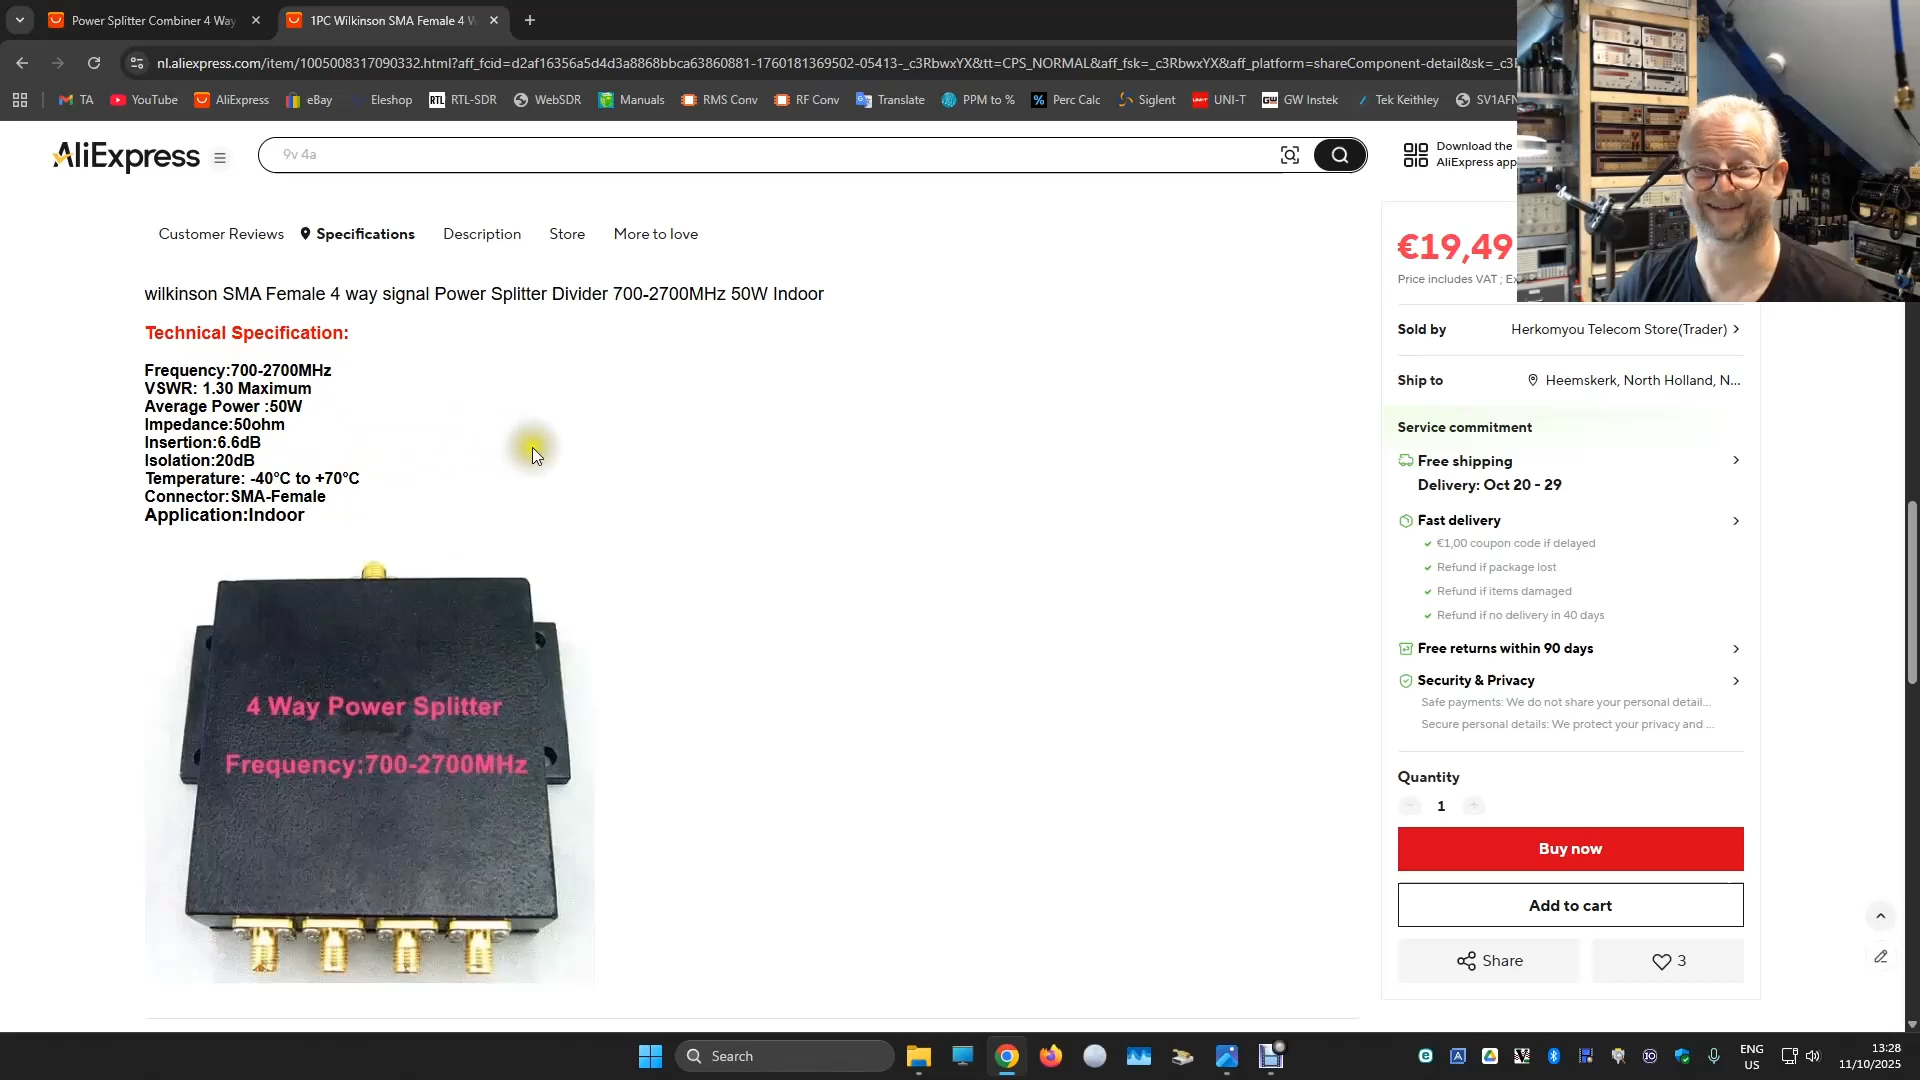 Power Splitter Combiner 4 Way
1PC Wilkinson SMA Female 4 W
nl.aliexpress.com/item/1005008317090332.html?aff_fcid=d2af16356a5d4d3a8868bbca63860881-1760181369502-05413-_c3RbwxYX&tt=CPS_NORMAL&aff_fsk=_c3RbwxYX&aff_platform=shareComponent-detail&sk=_c3R
TA
YouTube
AliExpress
eBay
Eleshop
RTL RTL-SDR
WebSDR
Manuals
RMS Conv
RF Conv
Translate
PPM to %
% Perc Calc
Siglent
UNI-T UNI-T
GW GW Instek
Tek Keithley
SV1AFN
AliExpress
9v 4a
Download the
AliExpress app
Customer Reviews
Specifications
Description
Store
More to love
wilkinson SMA Female 4 way signal Power Splitter Divider 700-2700MHz 50W Indoor
Technical Specification:
Frequency:700-2700MHz
VSWR: 1.30 Maximum
Average Power :50W
Impedance:50ohm
Insertion:6.6dB
Isolation:20dB
Temperature: -40°C to +70°C
Connector:SMA-Female
Application:Indoor
4 Way Power Splitter
Frequency:700-2700MHz
€19,49
Price includes VAT ; Ex
Sold by Herkomyou Telecom Store(Trader)
Ship to Heemskerk, North Holland, N...
Service commitment
Free shipping
Delivery: Oct 20 - 29
Fast delivery
€1,00 coupon code if delayed
Refund if package lost
Refund if items damaged
Refund if no delivery in 40 days
Free returns within 90 days
Security & Privacy
Safe payments: We do not share your personal detail...
Secure personal details: We protect your privacy and ...
Quantity
1
Buy now
Add to cart
Share
3
Search
ENG
US
13:28
11/10/2025